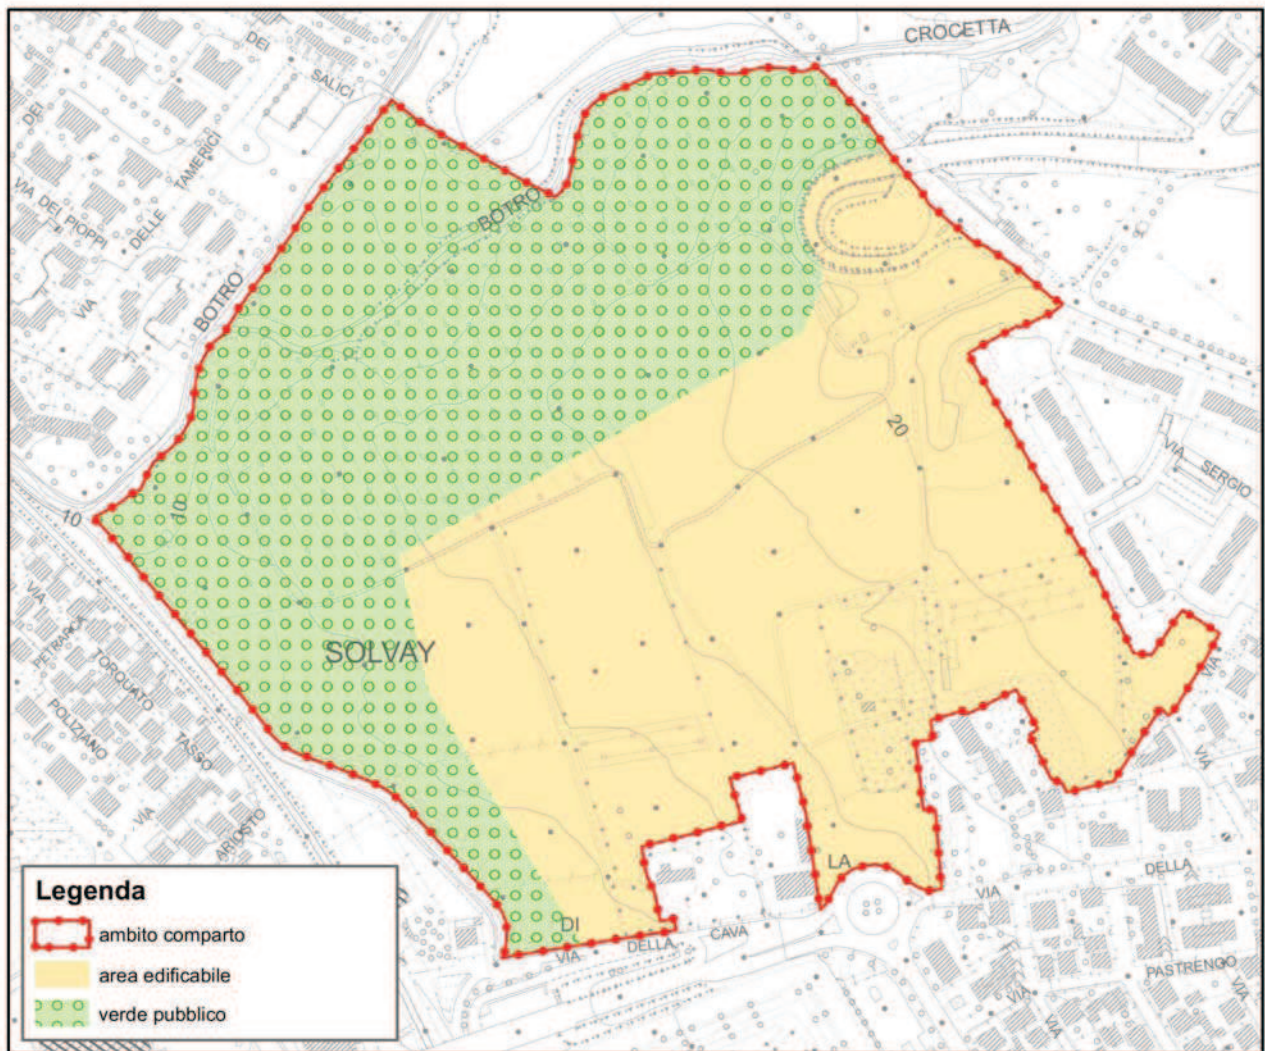 CROCETTA
DEI
SALICI
DEI
TAMERICI
DELLE
VIA
DEI PIOPPI
VIA
BOTRO
BOTRO
20
VIA
SERGIO
10
10
VIA
PETRARCA
SOLVAY
TORQUATO
TASSO
POLIZIANO
VIA
ARIOSTO
VIA
VIA
LA
DELLA
VIA
DI
VIA DELLA CAVA
PASTRENGO
VIA
VIA
VIA
Legenda
ambito comparto
area edificabile
verde pubblico